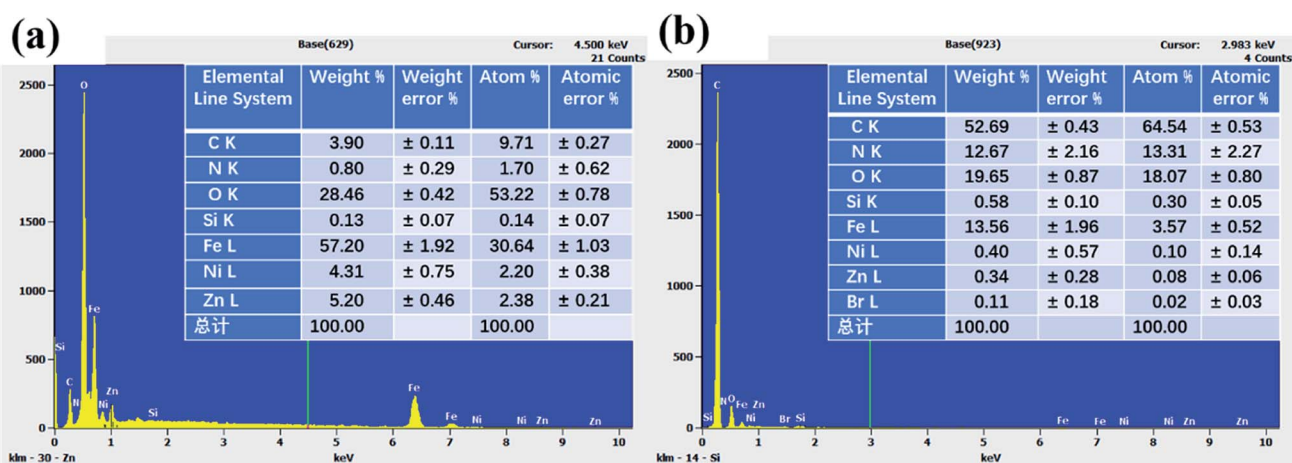 (a)
Base(629) Cursor: 4.500 keV
21 Counts
Elemental Line System Weight % Weight error % Atom % Atomic error %
C K 3.90 ± 0.11 9.71 ± 0.27
N K 0.80 ± 0.29 1.70 ± 0.62
O K 28.46 ± 0.42 53.22 ± 0.78
Si K 0.13 ± 0.07 0.14 ± 0.07
Fe L 57.20 ± 1.92 30.64 ± 1.03
Ni L 4.31 ± 0.75 2.20 ± 0.38
Zn L 5.20 ± 0.46 2.38 ± 0.21
总计 100.00 100.00
2500
2000
1500
1000
500
0
O
Fe
Si
C
N
Ni
Zn
Si
Fe
Fe
Ni
Ni
Zn
Zn
0 1 2 3 4 5 6 7 8 9 10
klm - 30 - Zn keV
(b)
Base(923) Cursor: 2.983 keV
4 Counts
Elemental Line System Weight % Weight error % Atom % Atomic error %
C K 52.69 ± 0.43 64.54 ± 0.53
N K 12.67 ± 2.16 13.31 ± 2.27
O K 19.65 ± 0.87 18.07 ± 0.80
Si K 0.58 ± 0.10 0.30 ± 0.05
Fe L 13.56 ± 1.96 3.57 ± 0.52
Ni L 0.40 ± 0.57 0.10 ± 0.14
Zn L 0.34 ± 0.28 0.08 ± 0.06
Br L 0.11 ± 0.18 0.02 ± 0.03
总计 100.00 100.00
2500
2000
1500
1000
500
0
C
Si
N
O
Fe
Zn
Ni
Br
Si
Fe
Fe
Ni
Ni
Zn
Zn
0 1 2 3 4 5 6 7 8 9 10
klm - 14 - Si keV